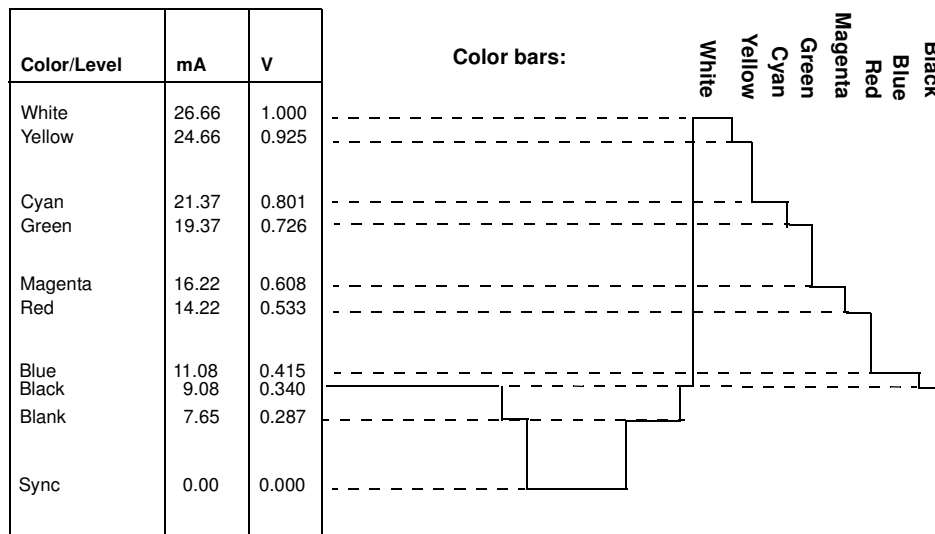 Color bars:
White
Yellow
Cyan
Green
Magenta
Red
Blue
Black
Color/Level mA V
White 26.66 1.000
Yellow 24.66 0.925
Cyan 21.37 0.801
Green 19.37 0.726
Magenta 16.22 0.608
Red 14.22 0.533
Blue 11.08 0.415
Black 9.08 0.340
Blank 7.65 0.287
Sync 0.00 0.000